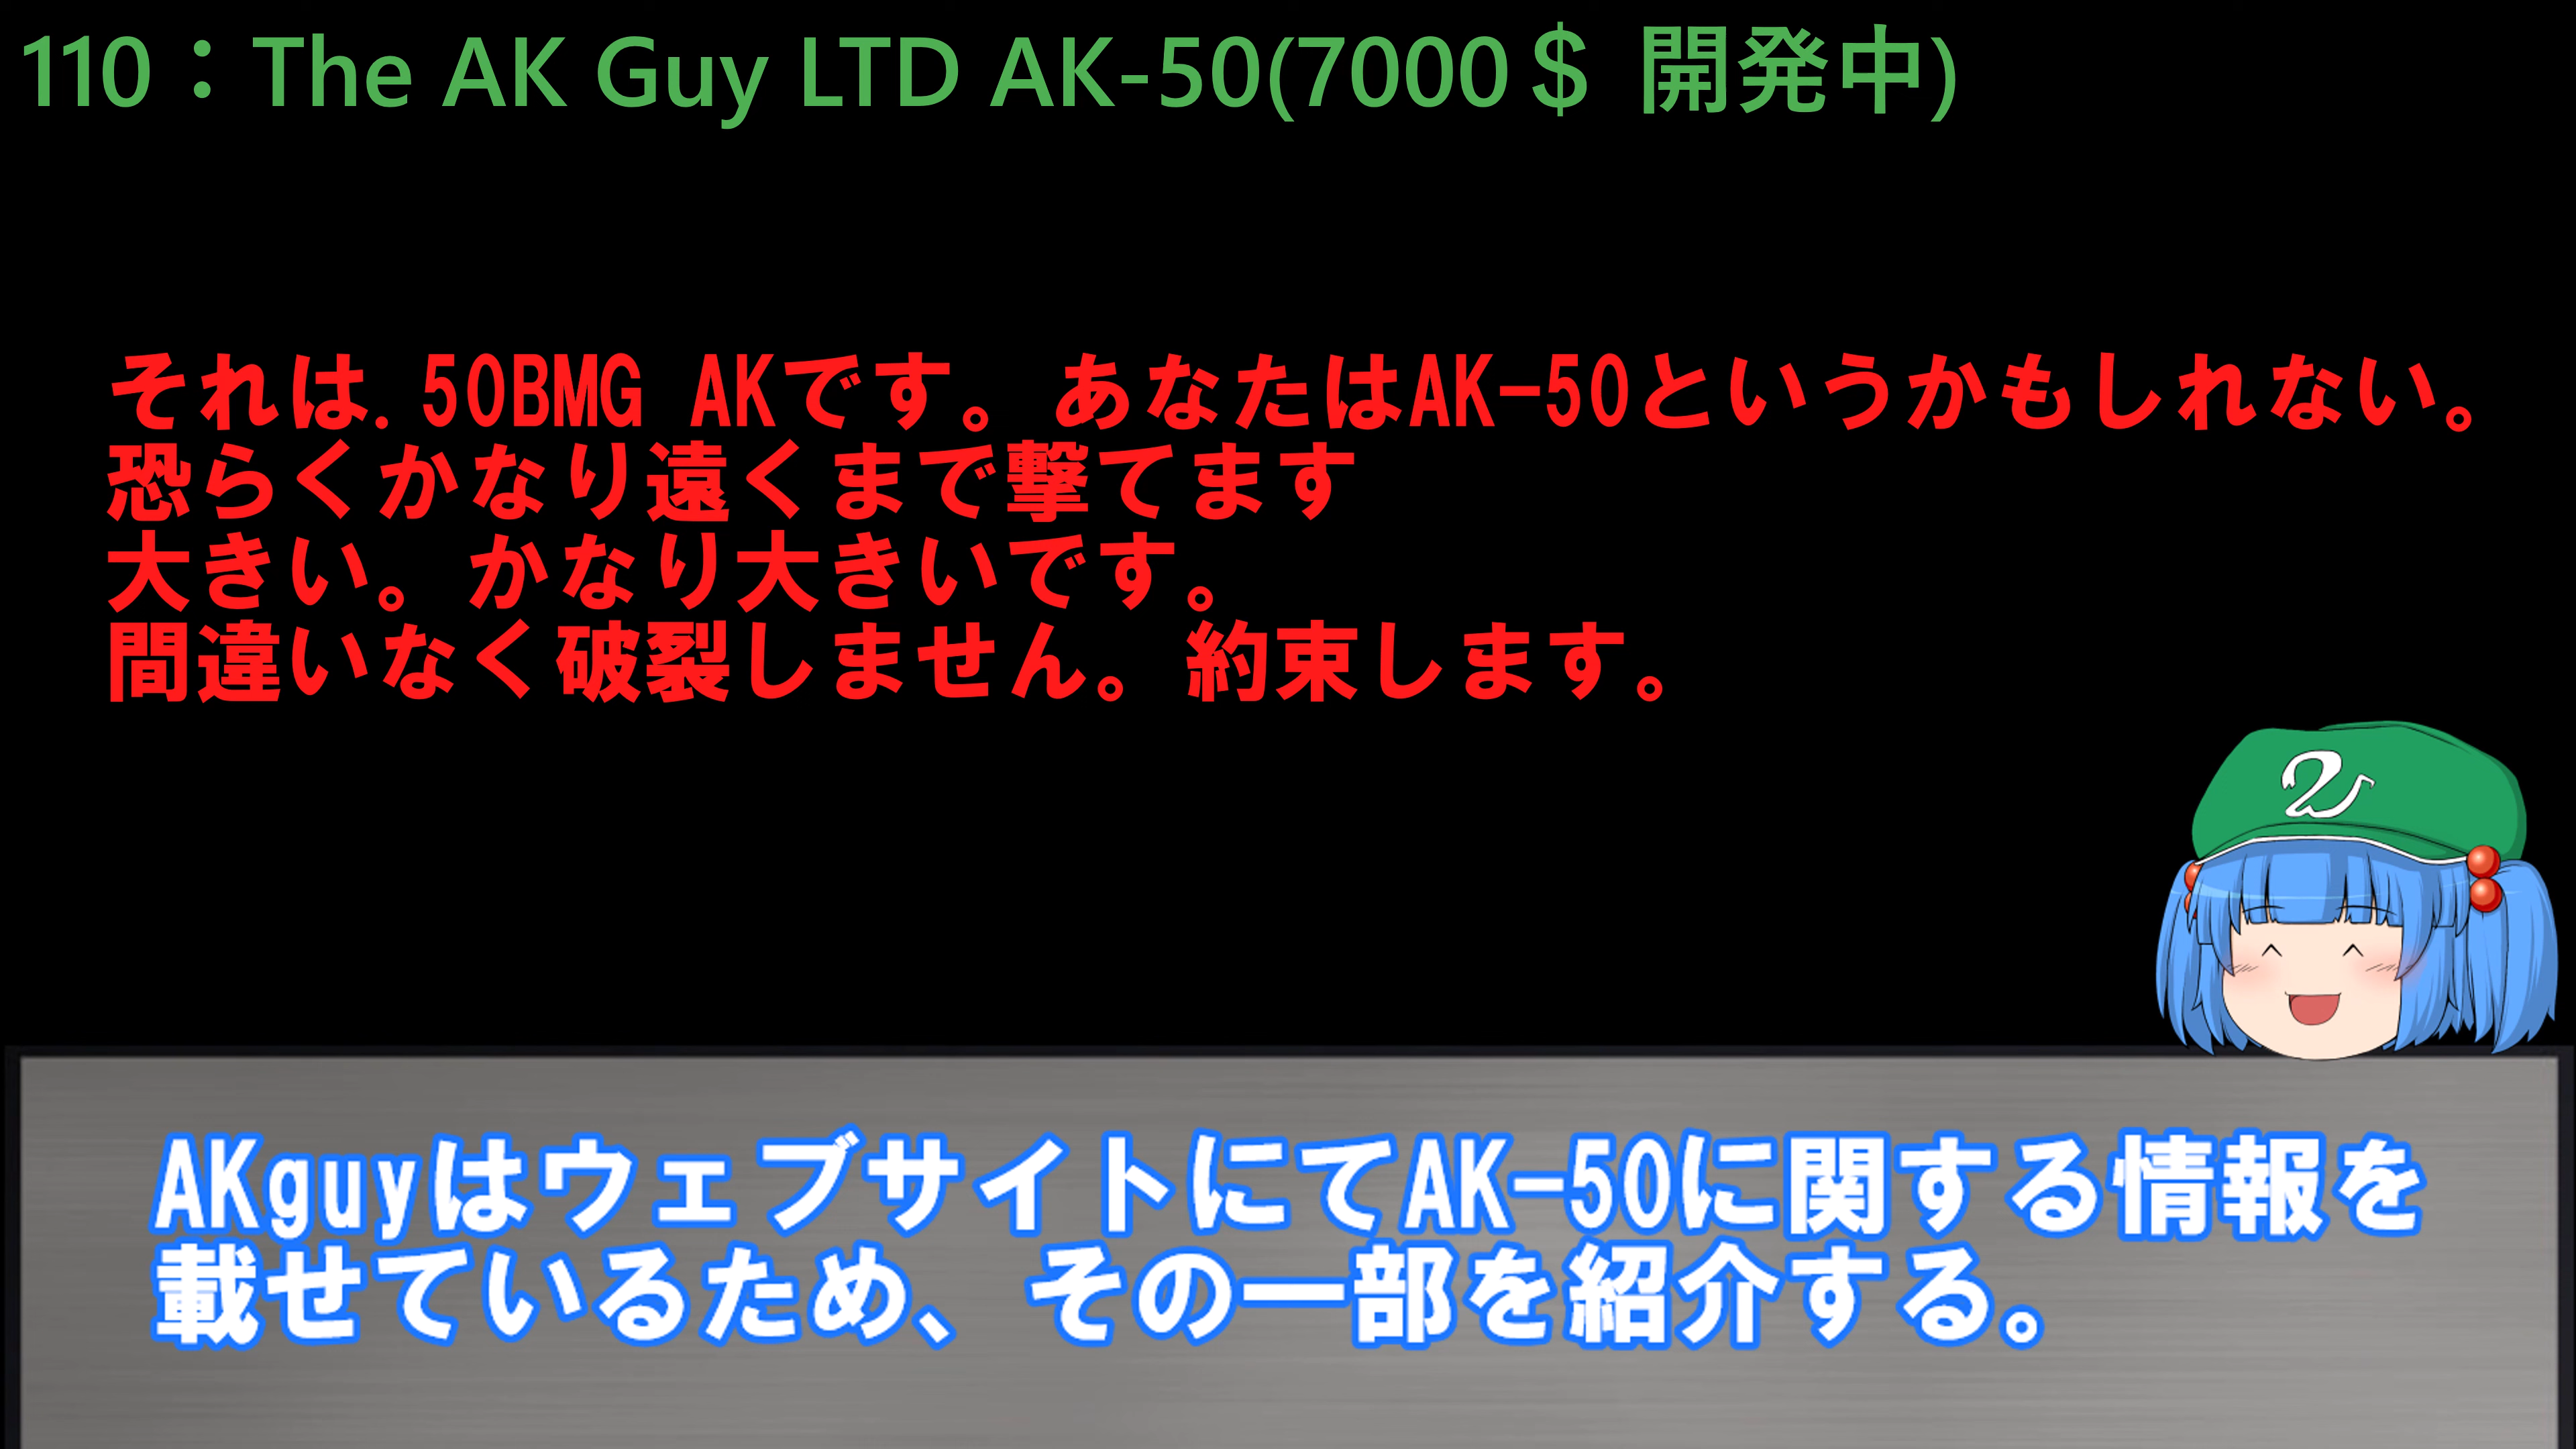 110：The AK Guy LTD AK-50(7000＄ 開発中)
それは.50BMG AKです。あなたはAK-50というかもしれない。
恐らくかなり遠くまで撃てます
大きい。かなり大きいです。
間違いなく破裂しません。約束します。
AKguyはウェブサイトにてAK-50に関する情報を
載せているため、その一部を紹介する。